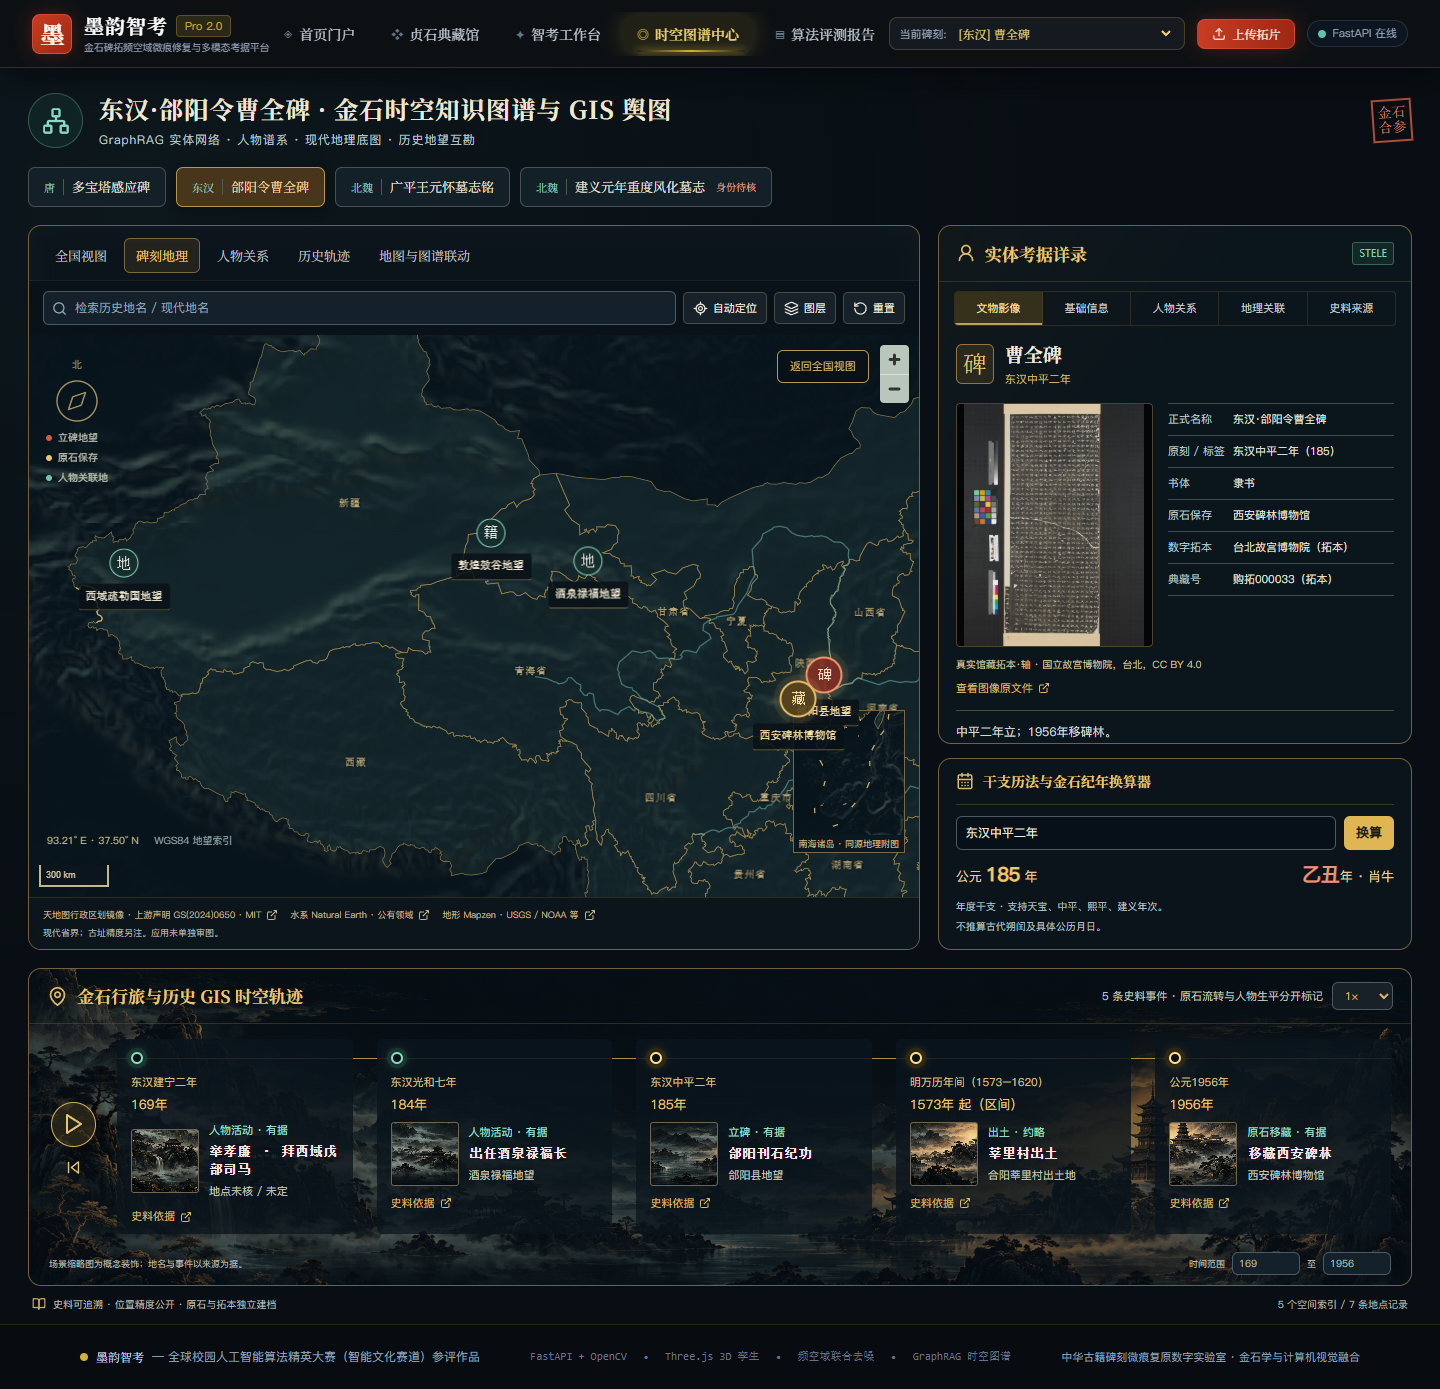 墨
墨韵智考 Pro 2.0
金石碑拓频空域微痕修复与多模态考据平台
首页门户
贞石典藏馆
智考工作台
时空图谱中心
算法评测报告
当前碑刻: [东汉] 曹全碑
上传拓片
FastAPI 在线
东汉·郃阳令曹全碑 · 金石时空知识图谱与 GIS 舆图
GraphRAG 实体网络 · 人物谱系 · 现代地理底图 · 历史地望互勘
金石
合参
唐 多宝塔感应碑
东汉 郃阳令曹全碑
北魏 广平王元怀墓志铭
北魏 建义元年重度风化墓志 身份待核
全国视图
碑刻地理
人物关系
历史轨迹
地图与图谱联动
检索历史地名 / 现代地名
自动定位
图层
重置
北
立碑地望
原石保存
人物关联地
返回全国视图
+
−
新疆
籍
敦煌效谷地望
地
酒泉禄福地望
地
西域疏勒国地望
甘肃省
宁夏
山西省
青海省
碑
藏
阳县地望
西安碑林博物馆
西藏
四川省
重庆市
贵州省
湖南省
南海诸岛 · 同源地理附图
93.21° E · 37.50° N WGS84 地望索引
300 km
天地图行政区划镜像 · 上游声明 GS(2024)0650 · MIT 水系 Natural Earth · 公有领域 地形 Mapzen · USGS / NOAA 等
现代省界；古址精度另注。应用未单独审图。
实体考据详录 STELE
文物影像
基础信息
人物关系
地理关联
史料来源
碑
曹全碑
东汉中平二年
正式名称 东汉·郃阳令曹全碑
原刻 / 标签 东汉中平二年（185）
书体 隶书
原石保存 西安碑林博物馆
数字拓本 台北故宫博物院（拓本）
典藏号 购拓000033（拓本）
真实馆藏拓本·轴 · 国立故宫博物院，台北，CC BY 4.0
查看图像原文件
中平二年立；1956年移碑林。
干支历法与金石纪年换算器
东汉中平二年
换算
公元 185 年
乙丑年 · 肖牛
年度干支 · 支持天宝、中平、熙平、建义年次。
不推算古代朔闰及具体公历月日。
金石行旅与历史 GIS 时空轨迹
5 条史料事件 · 原石流转与人物生平分开标记 1×
东汉建宁二年
169年
人物活动 · 有据
举孝廉 · 拜西域戊
部司马
地点未核 / 未定
史料依据
东汉光和七年
184年
人物活动 · 有据
出任酒泉禄福长
酒泉禄福地望
史料依据
东汉中平二年
185年
立碑 · 有据
郃阳刊石纪功
郃阳县地望
史料依据
明万历年间（1573—1620）
1573年 起（区间）
出土 · 约略
莘里村出土
合阳莘里村出土地
史料依据
公元1956年
1956年
原石移藏 · 有据
移藏西安碑林
西安碑林博物馆
史料依据
场景缩略图为概念装饰；地名与事件以来源为据。
时间范围 169 至 1956
史料可追溯 · 位置精度公开 · 原石与拓本独立建档
5 个空间索引 / 7 条地点记录
墨韵智考 — 全球校园人工智能算法精英大赛（智能文化赛道）参评作品
FastAPI + OpenCV • Three.js 3D 孪生 • 频空域联合去噪 • GraphRAG 时空图谱
中华古籍碑刻微痕复原数字实验室 · 金石学与计算机视觉融合